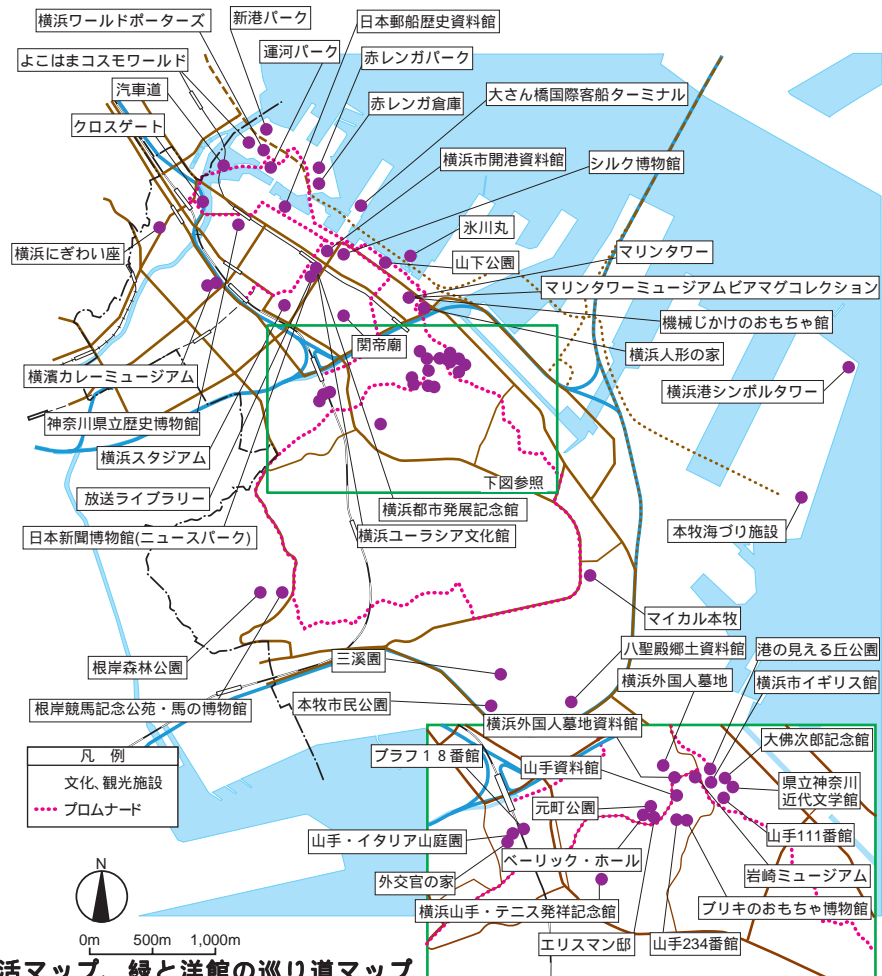 横浜ワールドポーターズ
新港パーク
日本郵船歴史資料館
よこはまコスモワールド
運河パーク
赤レンガパーク
汽車道
赤レンガ倉庫
大さん橋国際客船ターミナル
クロスゲート
横浜市開港資料館
シルク博物館
氷川丸
横浜にぎわい座
山下公園
マリンタワー
マリンタワーミュージアムビアマグコレクション
機械じかけのおもちゃ館
関帝廟
横浜人形の家
横濱カレーミュージアム
横浜港シンボルタワー
神奈川県立歴史博物館
横浜スタジアム
下図参照
放送ライブラリー
横浜都市発展記念館
本牧海づり施設
日本新聞博物館(ニュースパーク)
横浜ユーラシア文化館
マイカル本牧
根岸森林公園
三溪園
八聖殿郷土資料館
港の見える丘公園
横浜外国人墓地
横浜市イギリス館
根岸競馬記念公苑・馬の博物館
本牧市民公園
横浜外国人墓地資料館
大佛次郎記念館
凡 例
文化、観光施設
プロムナード
ブラフ18番館
山手資料館
県立神奈川
近代文学館
元町公園
山手・イタリア山庭園
山手111番館
ベーリック・ホール
外交官の家
岩崎ミュージアム
横浜山手・テニス発祥記念館
ブリキのおもちゃ博物館
エリスマン邸
山手234番館
N
0m 500m 1,000m
活マップ、緑と洋館の巡り道マップ